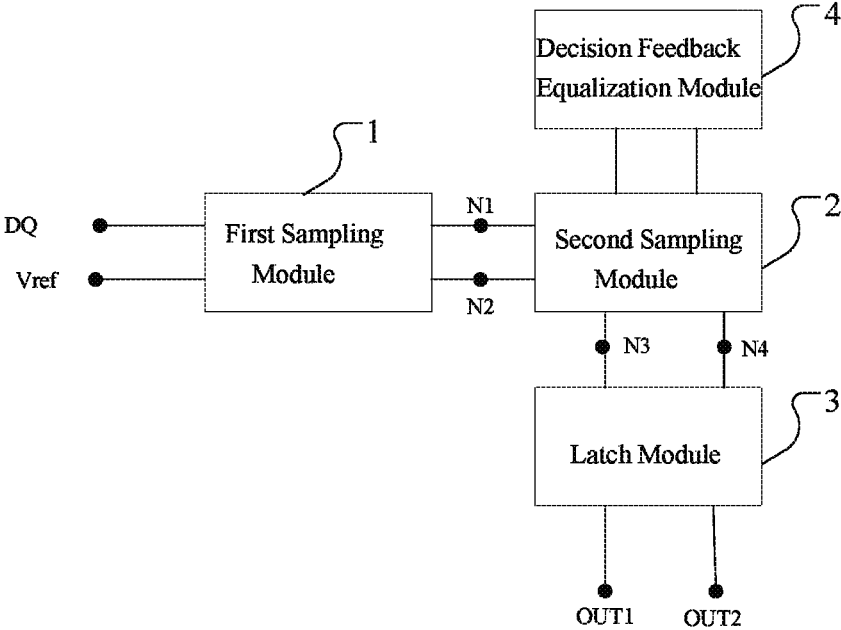 4
Decision Feedback
Equalization Module
1
DQ
Vref
First Sampling
Module
N1
N2
2
Second Sampling
Module
N3
N4
3
Latch Module
OUT1
OUT2